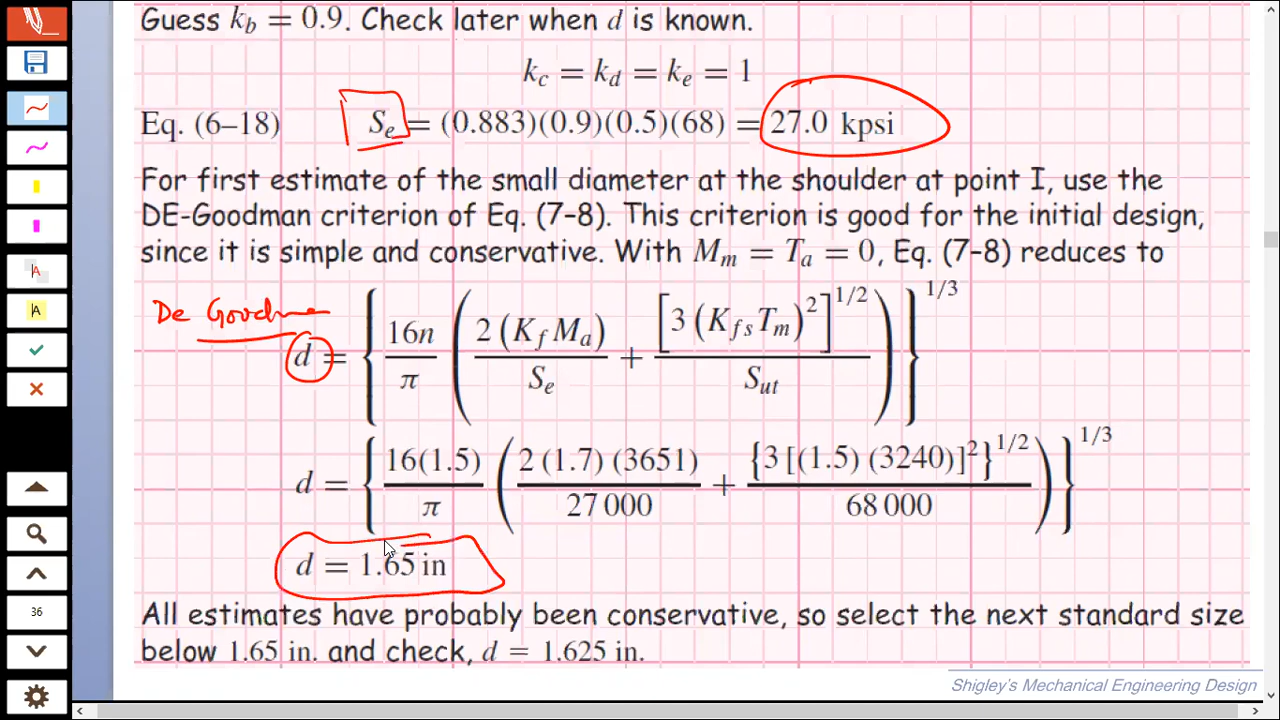 Guess k_b = 0.9. Check later when d is known.
k_c = k_d = k_e = 1
Eq. (6–18) S_e = (0.883)(0.9)(0.5)(68) = 27.0 kpsi
For first estimate of the small diameter at the shoulder at point I, use the
DE-Goodman criterion of Eq. (7–8). This criterion is good for the initial design,
since it is simple and conservative. With M_m = T_a = 0, Eq. (7–8) reduces to
De Goodman
d = { 16n/π ( 2 (K_f M_a)/S_e + [3 (K_fs T_m)^2]^1/2 / S_ut ) }^1/3
d = { 16(1.5)/π ( 2 (1.7) (3651)/27 000 + {3 [(1.5) (3240)]^2}^1/2 / 68 000 ) }^1/3
d = 1.65 in
All estimates have probably been conservative, so select the next standard size
below 1.65 in. and check, d = 1.625 in.
Shigley's Mechanical Engineering Design
A
A
36